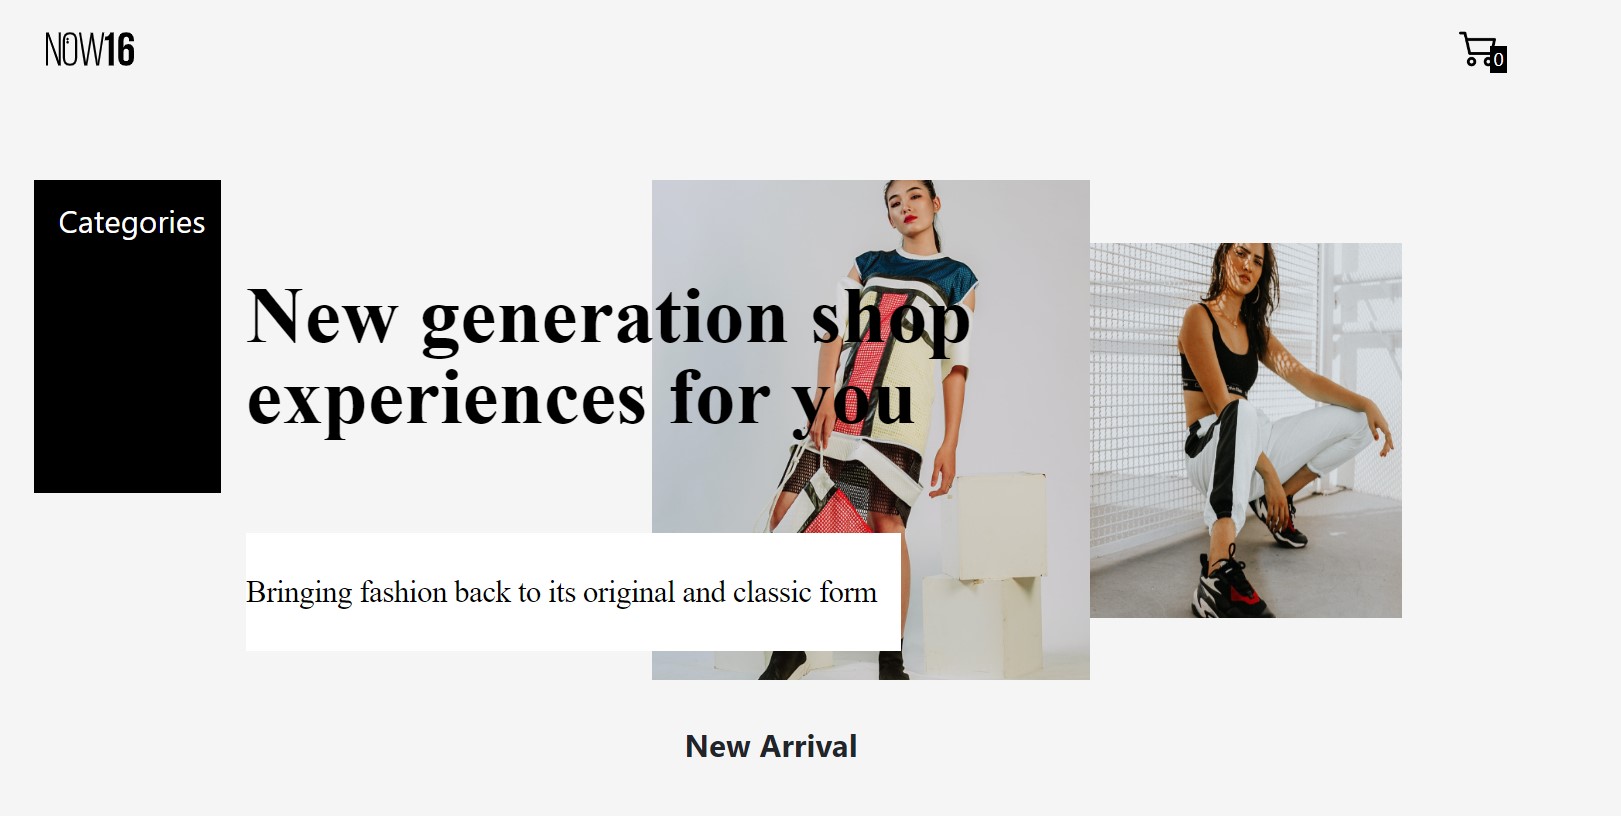 NOW16
0
Categories
New generation shop
experiences for you
Bringing fashion back to its original and classic form
New Arrival